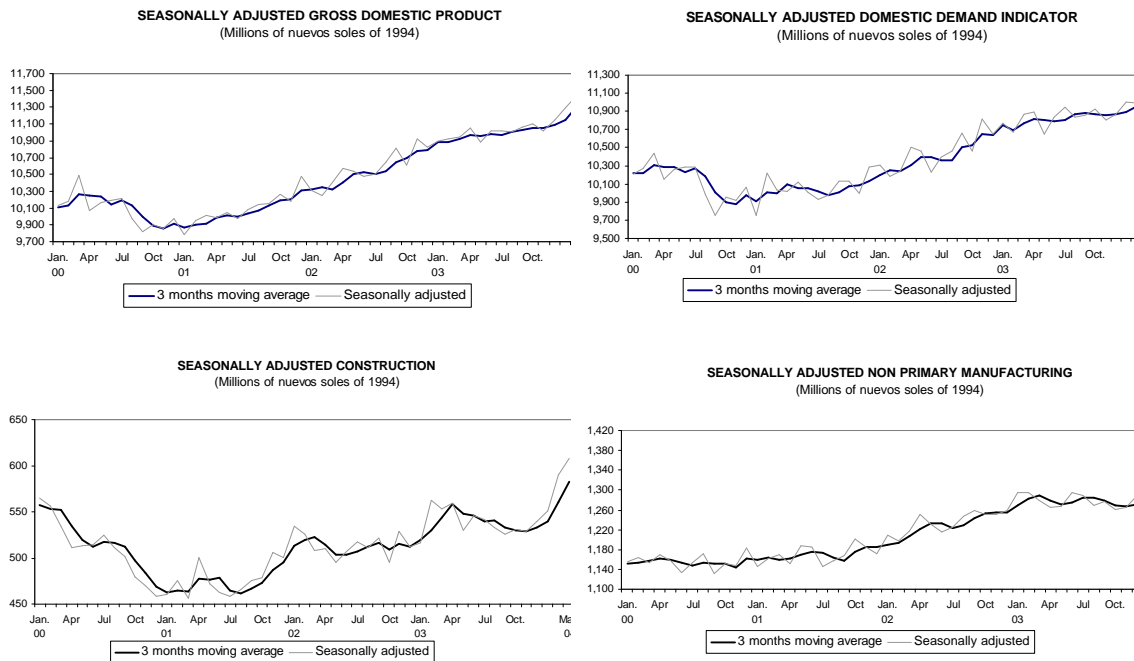 SEASONALLY ADJUSTED GROSS DOMESTIC PRODUCT
(Millions of nuevos soles of 1994)
11,700
11,500
11,300
11,100
10,900
10,700
10,500
10,300
10,100
9,900
9,700
Jan. Apr Jul Oct Jan. Apr Jul Oct Jan. Apr Jul Oct Jan. Apr Jul Oct.
00 01 02 03
3 months moving average Seasonally adjusted
SEASONALLY ADJUSTED DOMESTIC DEMAND INDICATOR
(Millions of nuevos soles of 1994)
11,300
11,100
10,900
10,700
10,500
10,300
10,100
9,900
9,700
9,500
Jan. Apr Jul Oct Jan. Apr Jul Oct Jan. Apr Jul Oct Jan. Apr Jul Oct.
00 01 02 03
3 months moving average Seasonally adjusted
SEASONALLY ADJUSTED CONSTRUCTION
(Millions of nuevos soles of 1994)
650
600
550
500
450
Jan. Apr Jul Oct Jan. Apr Jul Oct Jan. Apr Jul Oct Jan. Apr Jul Oct. Ma
00 01 02 03 0
3 months moving average Seasonally adjusted
SEASONALLY ADJUSTED NON PRIMARY MANUFACTURING
(Millions of nuevos soles of 1994)
1,420
1,380
1,340
1,300
1,260
1,220
1,180
1,140
1,100
Jan. Apr Jul Oct Jan. Apr Jul Oct Jan. Apr Jul Oct Jan. Apr Jul Oct.
00 01 02 03
3 months moving average Seasonally adjusted